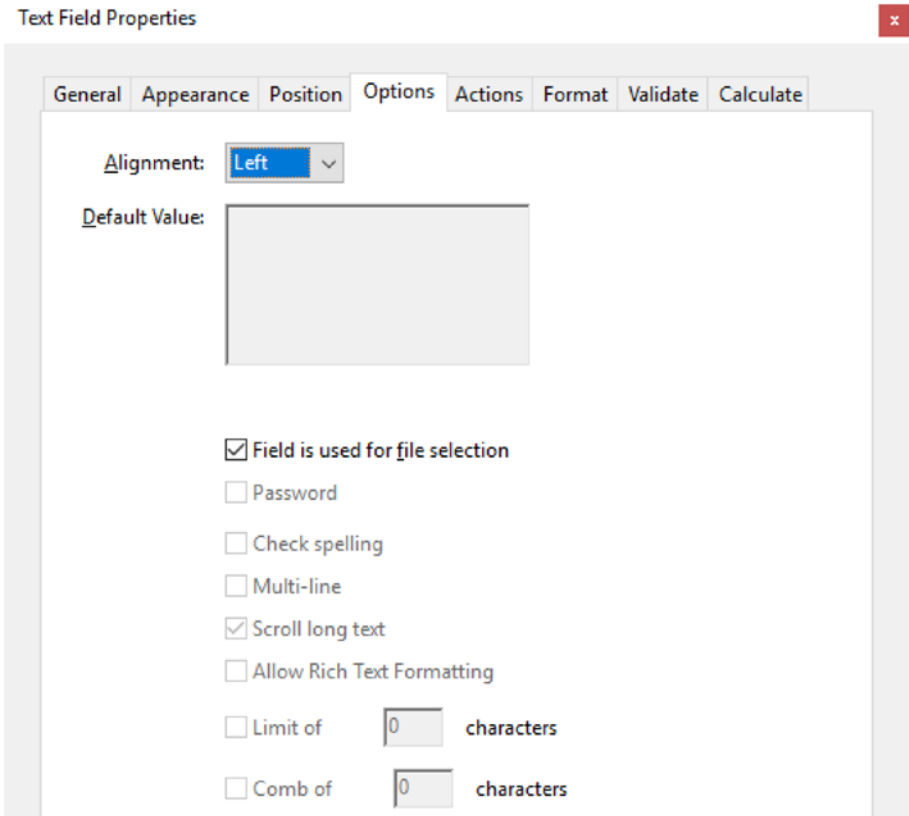 Text Field Properties
x
General Appearance Position Options Actions Format Validate Calculate
Alignment: Left
Default Value:
Field is used for file selection
Password
Check spelling
Multi-line
Scroll long text
Allow Rich Text Formatting
Limit of 0 characters
Comb of 0 characters